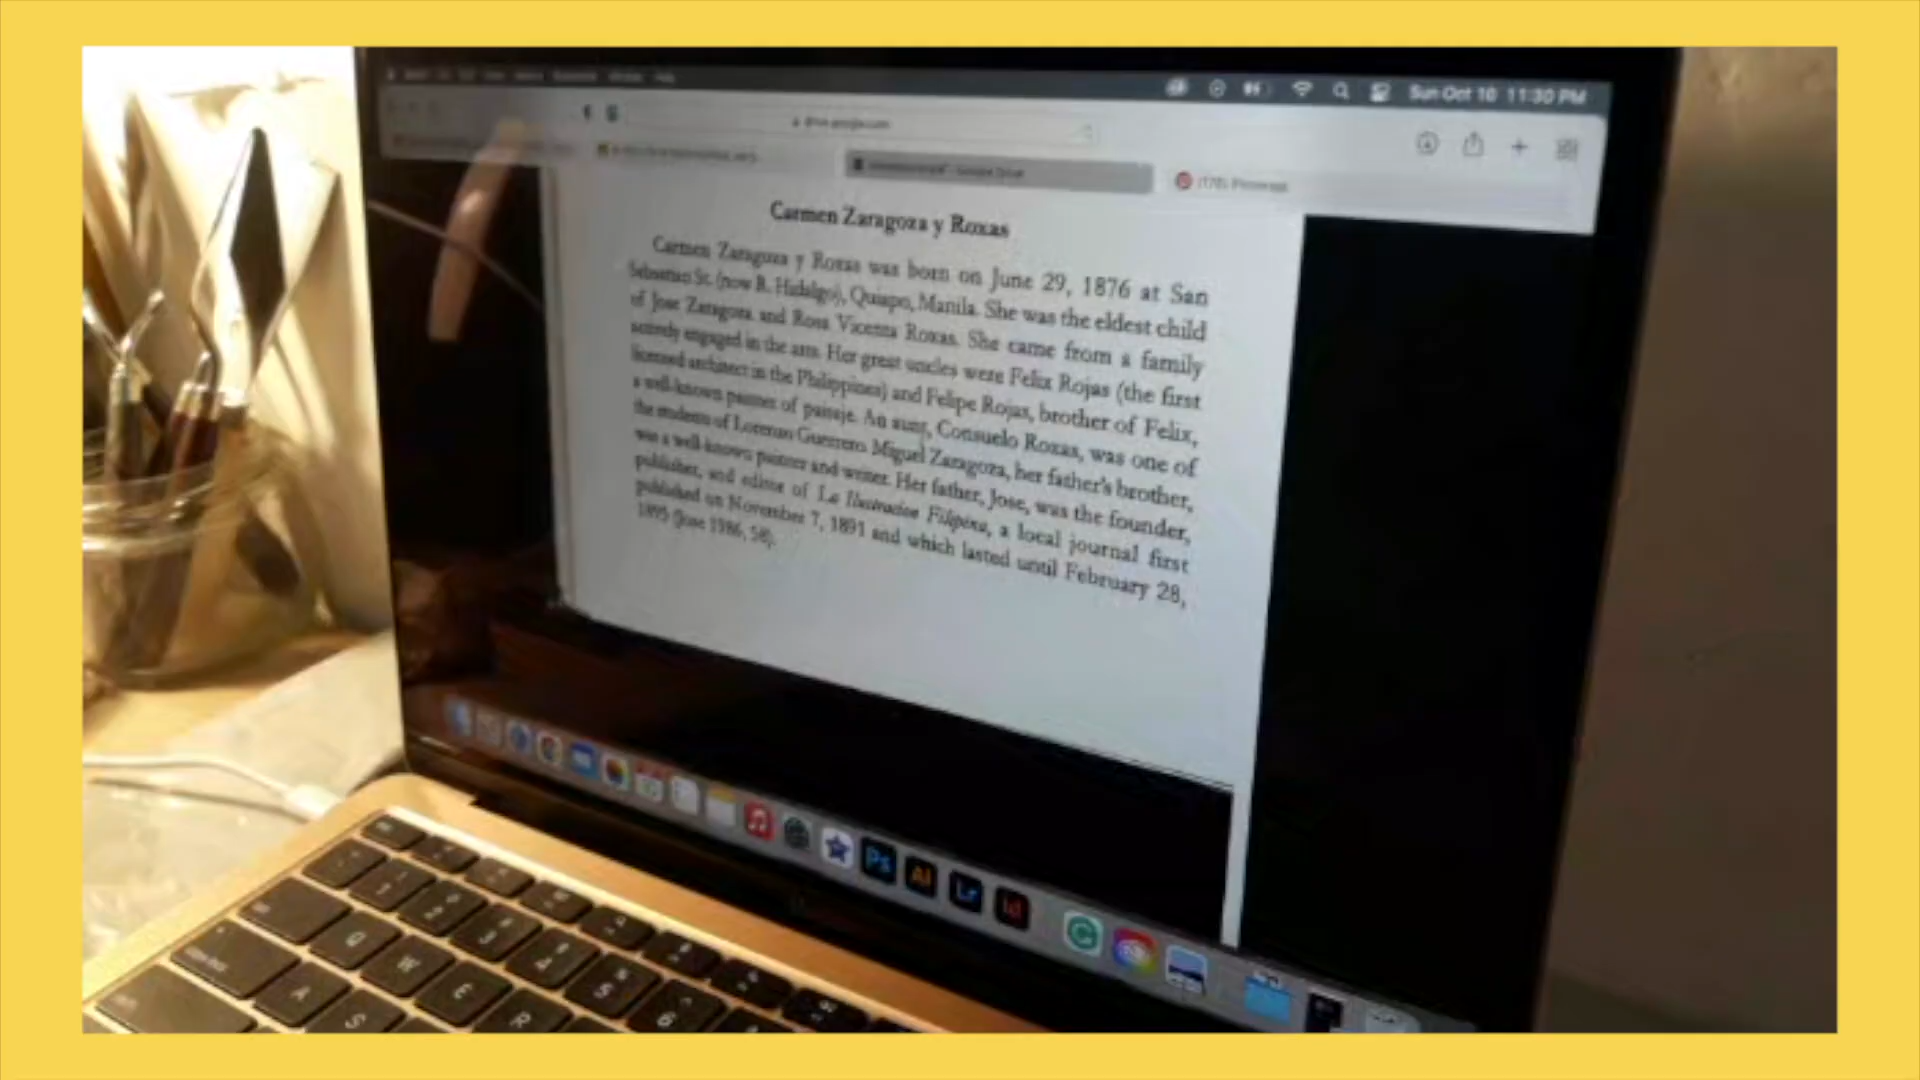 Sun Oct 10 11:30 PM
Carmen Zaragoza y Roxas
Carmen Zaragoza y Roxas was born on June 29, 1876 at San
Sebastian St. (now R. Hidalgo), Quiapo, Manila. She was the eldest child
of Jose Zaragoza and Rosa Vicenta Roxas. She came from a family
actively engaged in the arts. Her great uncles were Felix Rojas (the first
licensed architect in the Philippines) and Felipe Rojas, brother of Felix,
a well-known painter of paisaje. An aunt, Consuelo Roxas, was one of
the students of Lorenzo Guerrero. Miguel Zaragoza, her father's brother,
was a well-known painter and writer. Her father, Jose, was the founder,
publisher, and editor of La Ilustracion Filipina, a local journal first
published on November 7, 1891 and which lasted until February 28,
1895 (Jose 1986, 58).
Ps
Ai
Lr
Id